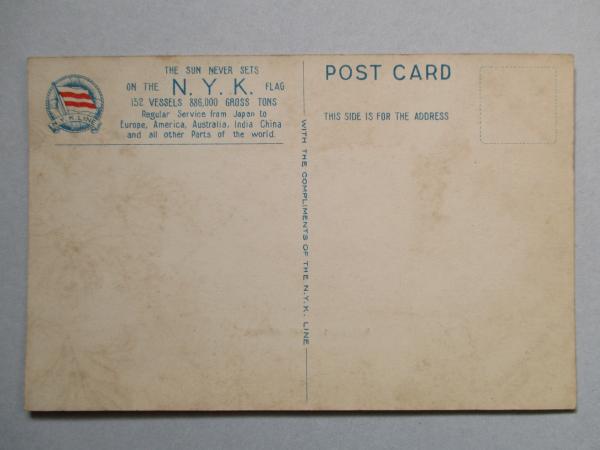 THE SUN NEVER SETS
ON THE N. Y. K. FLAG
152 VESSELS 886,000 GROSS TONS
Regular Service from Japan to
Europe, America, Australia, India China
and all other Parts of the world.
N.Y.K. LINE
WITH THE COMPLIMENTS OF THE N.Y.K. LINE
POST CARD
THIS SIDE IS FOR THE ADDRESS